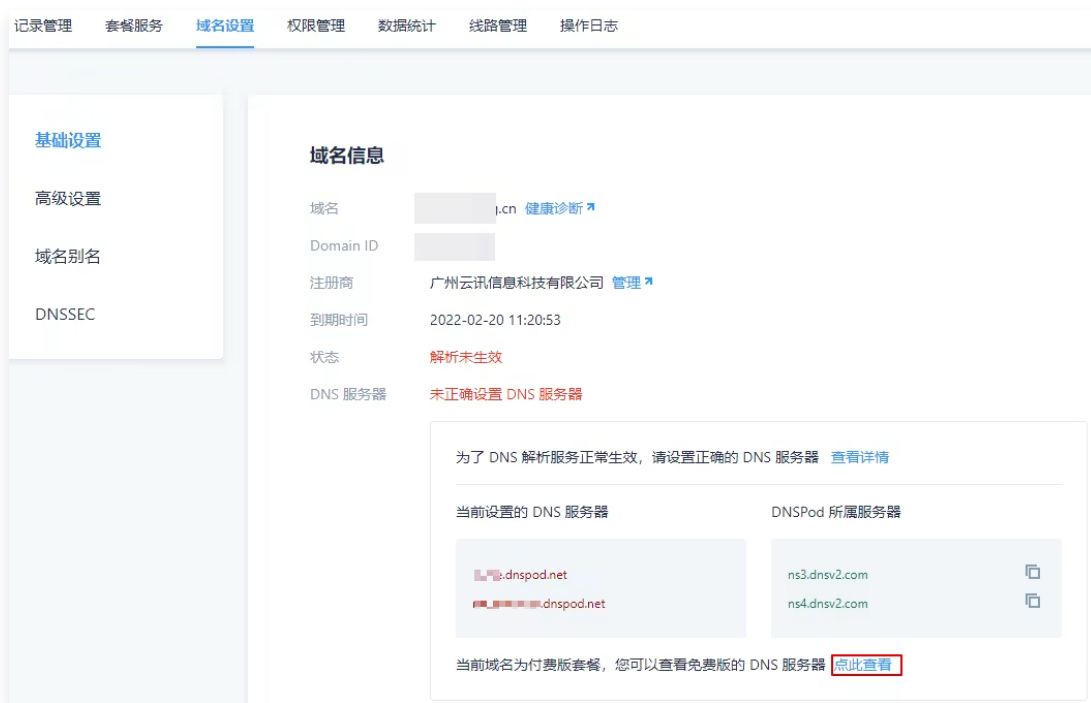 记录管理 套餐服务 域名设置 权限管理 数据统计 线路管理 操作日志
基础设置
高级设置
域名别名
DNSSEC
域名信息
域名 .cn 健康诊断
Domain ID
注册商 广州云讯信息科技有限公司 管理
到期时间 2022-02-20 11:20:53
状态 解析未生效
DNS 服务器 未正确设置 DNS 服务器
为了 DNS 解析服务正常生效，请设置正确的 DNS 服务器 查看详情
当前设置的 DNS 服务器 DNSPod 所属服务器
.dnspod.net ns3.dnsv2.com
.dnspod.net ns4.dnsv2.com
当前域名为付费版套餐，您可以查看免费版的 DNS 服务器 点此查看